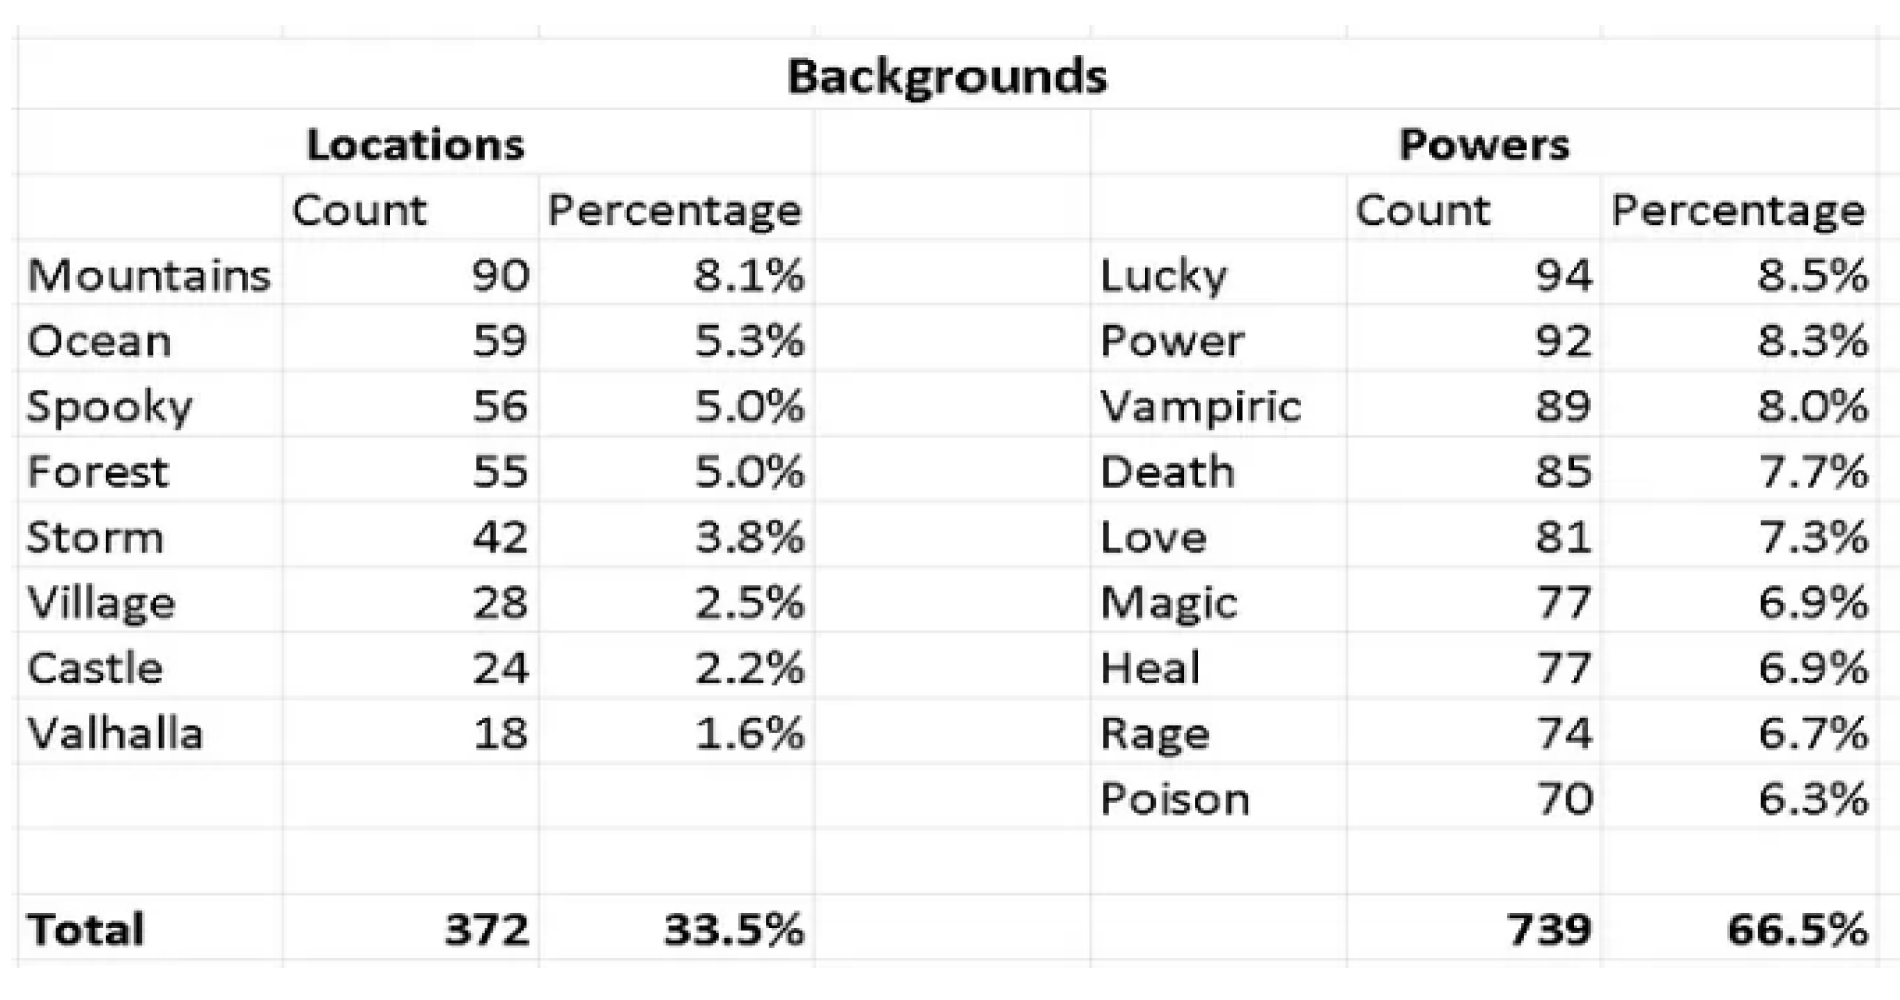 Backgrounds
Locations Powers
Count Percentage Count Percentage
Mountains 90 8.1% Lucky 94 8.5%
Ocean 59 5.3% Power 92 8.3%
Spooky 56 5.0% Vampiric 89 8.0%
Forest 55 5.0% Death 85 7.7%
Storm 42 3.8% Love 81 7.3%
Village 28 2.5% Magic 77 6.9%
Castle 24 2.2% Heal 77 6.9%
Valhalla 18 1.6% Rage 74 6.7%
Poison 70 6.3%
Total 372 33.5% 739 66.5%